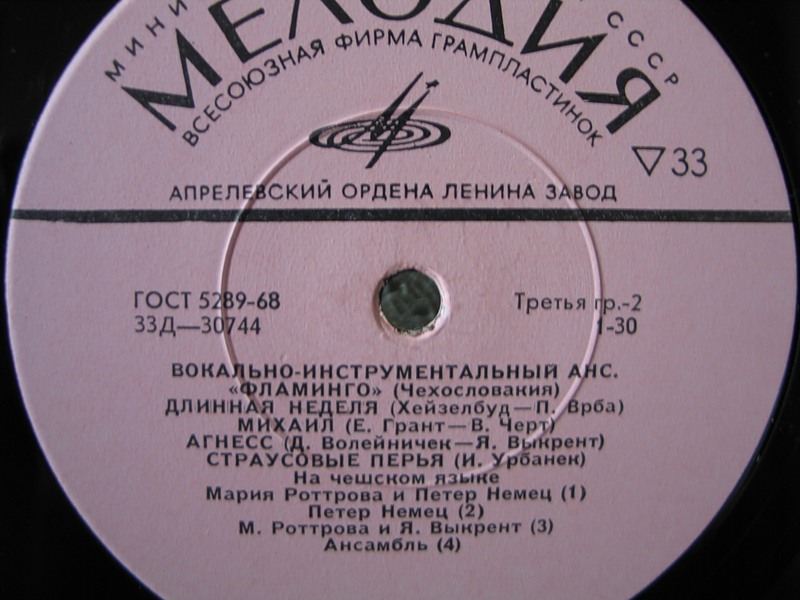 МИНИ СССР
МЕЛОДИЯ
ВСЕСОЮЗНАЯ ФИРМА ГРАМПЛАСТИНОК
▽33
АПРЕЛЕВСКИЙ ОРДЕНА ЛЕНИНА ЗАВОД
ГОСТ 5289-68 Третья гр.-2
33Д—30744 1-30
ВОКАЛЬНО-ИНСТРУМЕНТАЛЬНЫЙ АНС.
«ФЛАМИНГО» (Чехословакия)
ДЛИННАЯ НЕДЕЛЯ (Хейзелбуд—П. Врба)
МИХАИЛ (Е. Грант—В. Черт)
АГНЕСС (Д. Волейничек—Я. Выкрент)
СТРАУСОВЫЕ ПЕРЬЯ (И. Урбанек)
На чешском языке
Мария Роттрова и Петер Немец (1)
Петер Немец (2)
М. Роттрова и Я. Выкрент (3)
Ансамбль (4)